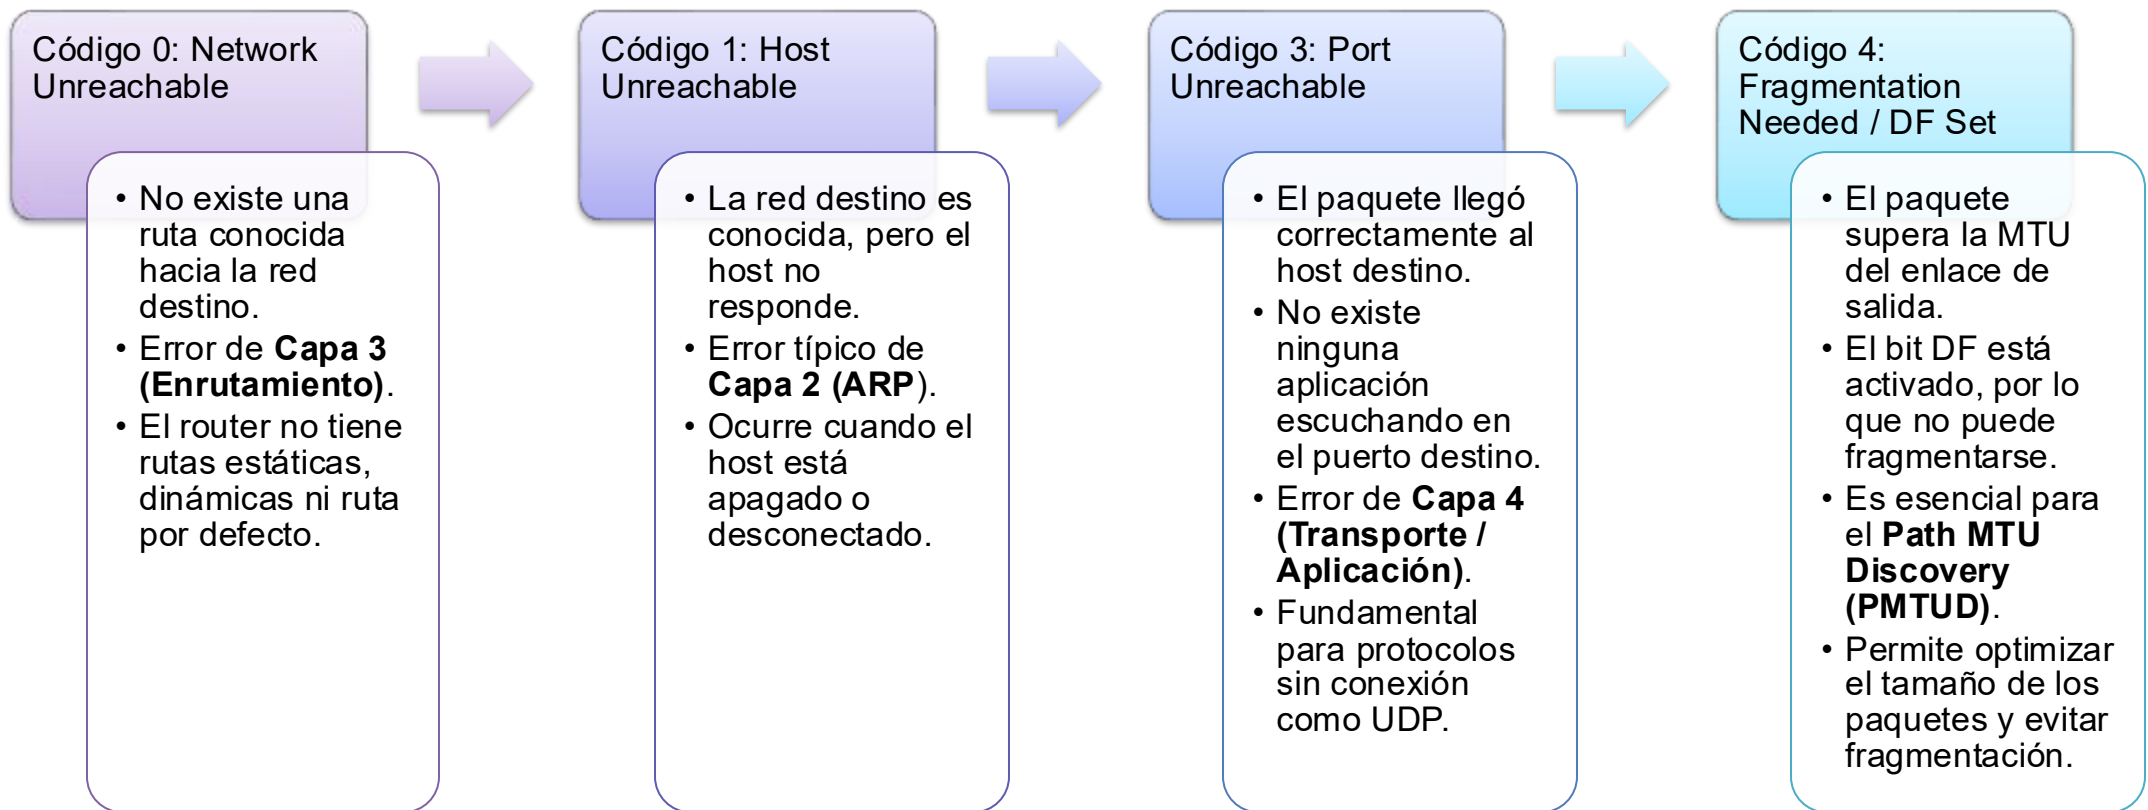 Código 0: Network
Unreachable
• No existe una
ruta conocida
hacia la red
destino.
• Error de Capa 3
(Enrutamiento).
• El router no tiene
rutas estáticas,
dinámicas ni ruta
por defecto.
Código 1: Host
Unreachable
• La red destino es
conocida, pero el
host no
responde.
• Error típico de
Capa 2 (ARP).
• Ocurre cuando el
host está
apagado o
desconectado.
Código 3: Port
Unreachable
• El paquete llegó
correctamente al
host destino.
• No existe
ninguna
aplicación
escuchando en
el puerto destino.
• Error de Capa 4
(Transporte /
Aplicación).
• Fundamental
para protocolos
sin conexión
como UDP.
Código 4:
Fragmentation
Needed / DF Set
• El paquete
supera la MTU
del enlace de
salida.
• El bit DF está
activado, por lo
que no puede
fragmentarse.
• Es esencial para
el Path MTU
Discovery
(PMTUD).
• Permite optimizar
el tamaño de los
paquetes y evitar
fragmentación.